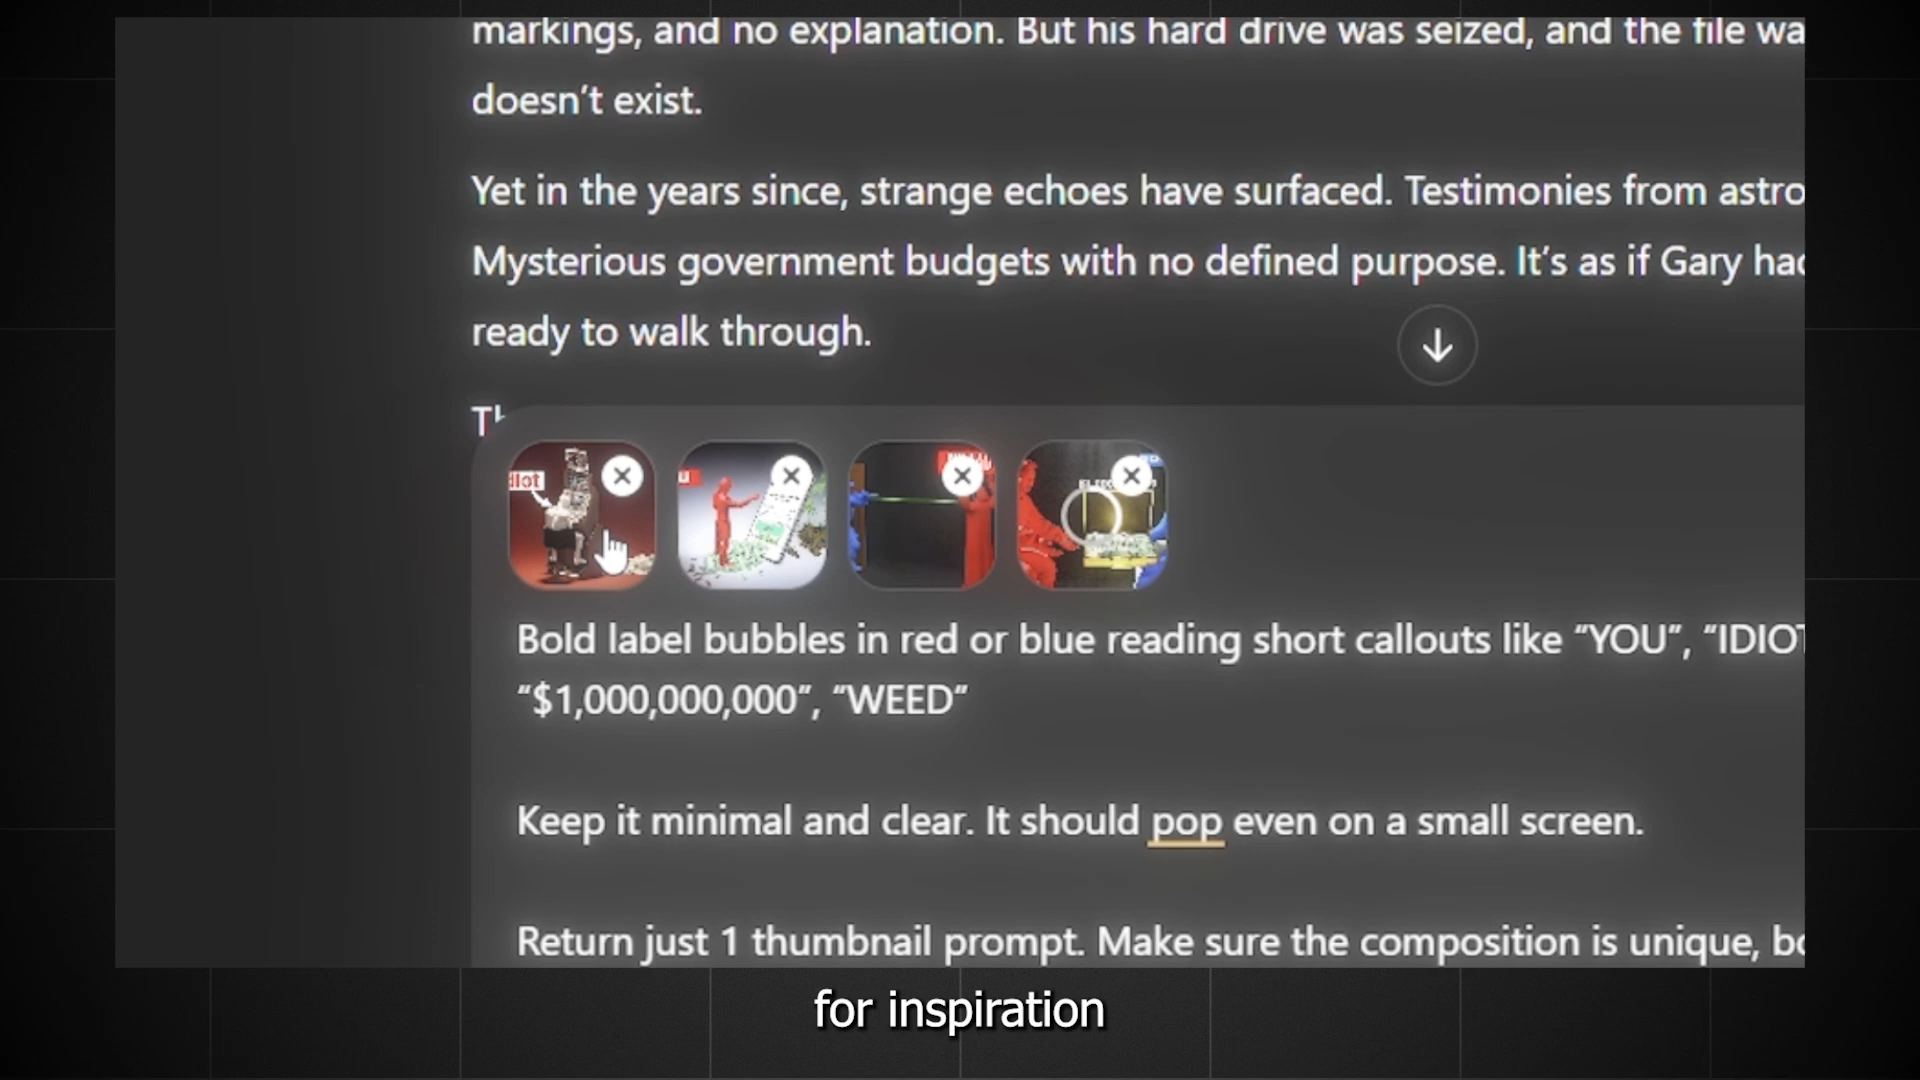 markings, and no explanation. But his hard drive was seized, and the file wa
doesn’t exist.
Yet in the years since, strange echoes have surfaced. Testimonies from astro
Mysterious government budgets with no defined purpose. It’s as if Gary had
ready to walk through.
Th
Bold label bubbles in red or blue reading short callouts like “YOU”, “IDIOT
“$1,000,000,000”, “WEED”
Keep it minimal and clear. It should pop even on a small screen.
Return just 1 thumbnail prompt. Make sure the composition is unique, bo
for inspiration